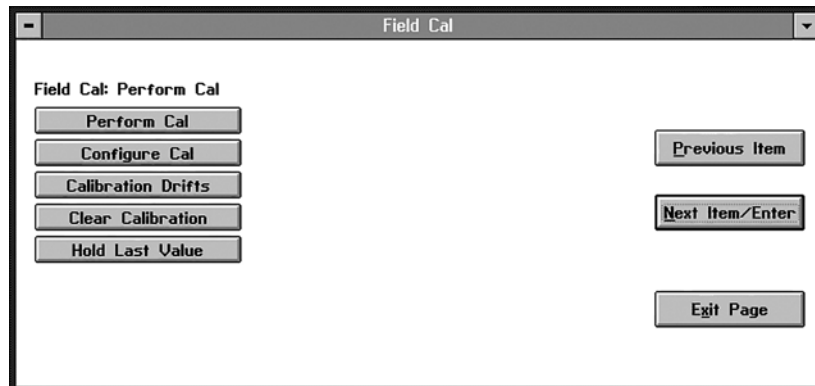 Field Cal
Field Cal: Perform Cal
Perform Cal
Configure Cal
Calibration Drifts
Clear Calibration
Hold Last Value
Previous Item
Next Item/Enter
Exit Page